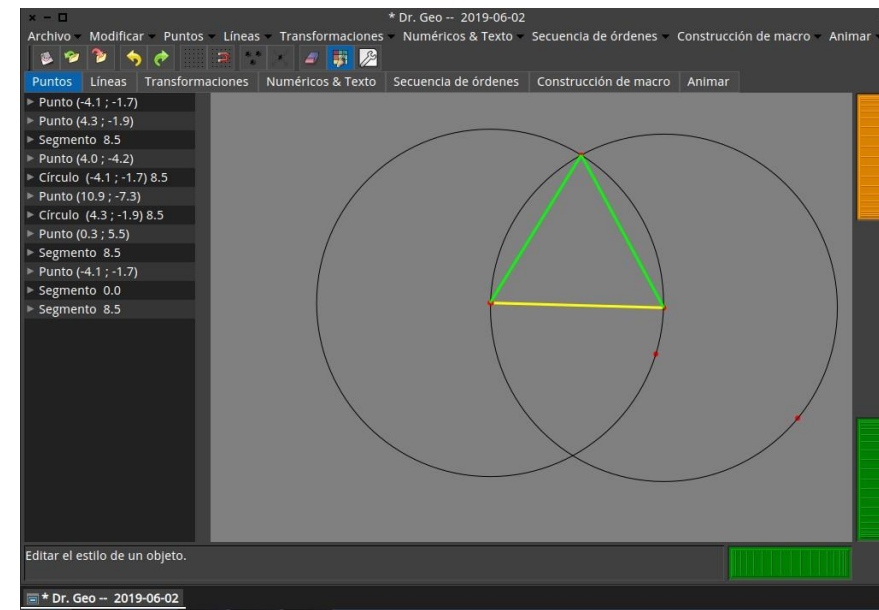 * Dr. Geo -- 2019-06-02
Archivo Modificar Puntos Líneas Transformaciones Numéricos & Texto Secuencia de órdenes Construcción de macro Animar
Puntos Líneas Transformaciones Numéricos & Texto Secuencia de órdenes Construcción de macro Animar
Punto (-4.1 ; -1.7)
Punto (4.3 ; -1.9)
Segmento 8.5
Punto (4.0 ; -4.2)
Círculo (-4.1 ; -1.7) 8.5
Punto (10.9 ; -7.3)
Círculo (4.3 ; -1.9) 8.5
Punto (0.3 ; 5.5)
Segmento 8.5
Punto (-4.1 ; -1.7)
Segmento 0.0
Segmento 8.5
Editar el estilo de un objeto.
* Dr. Geo -- 2019-06-02